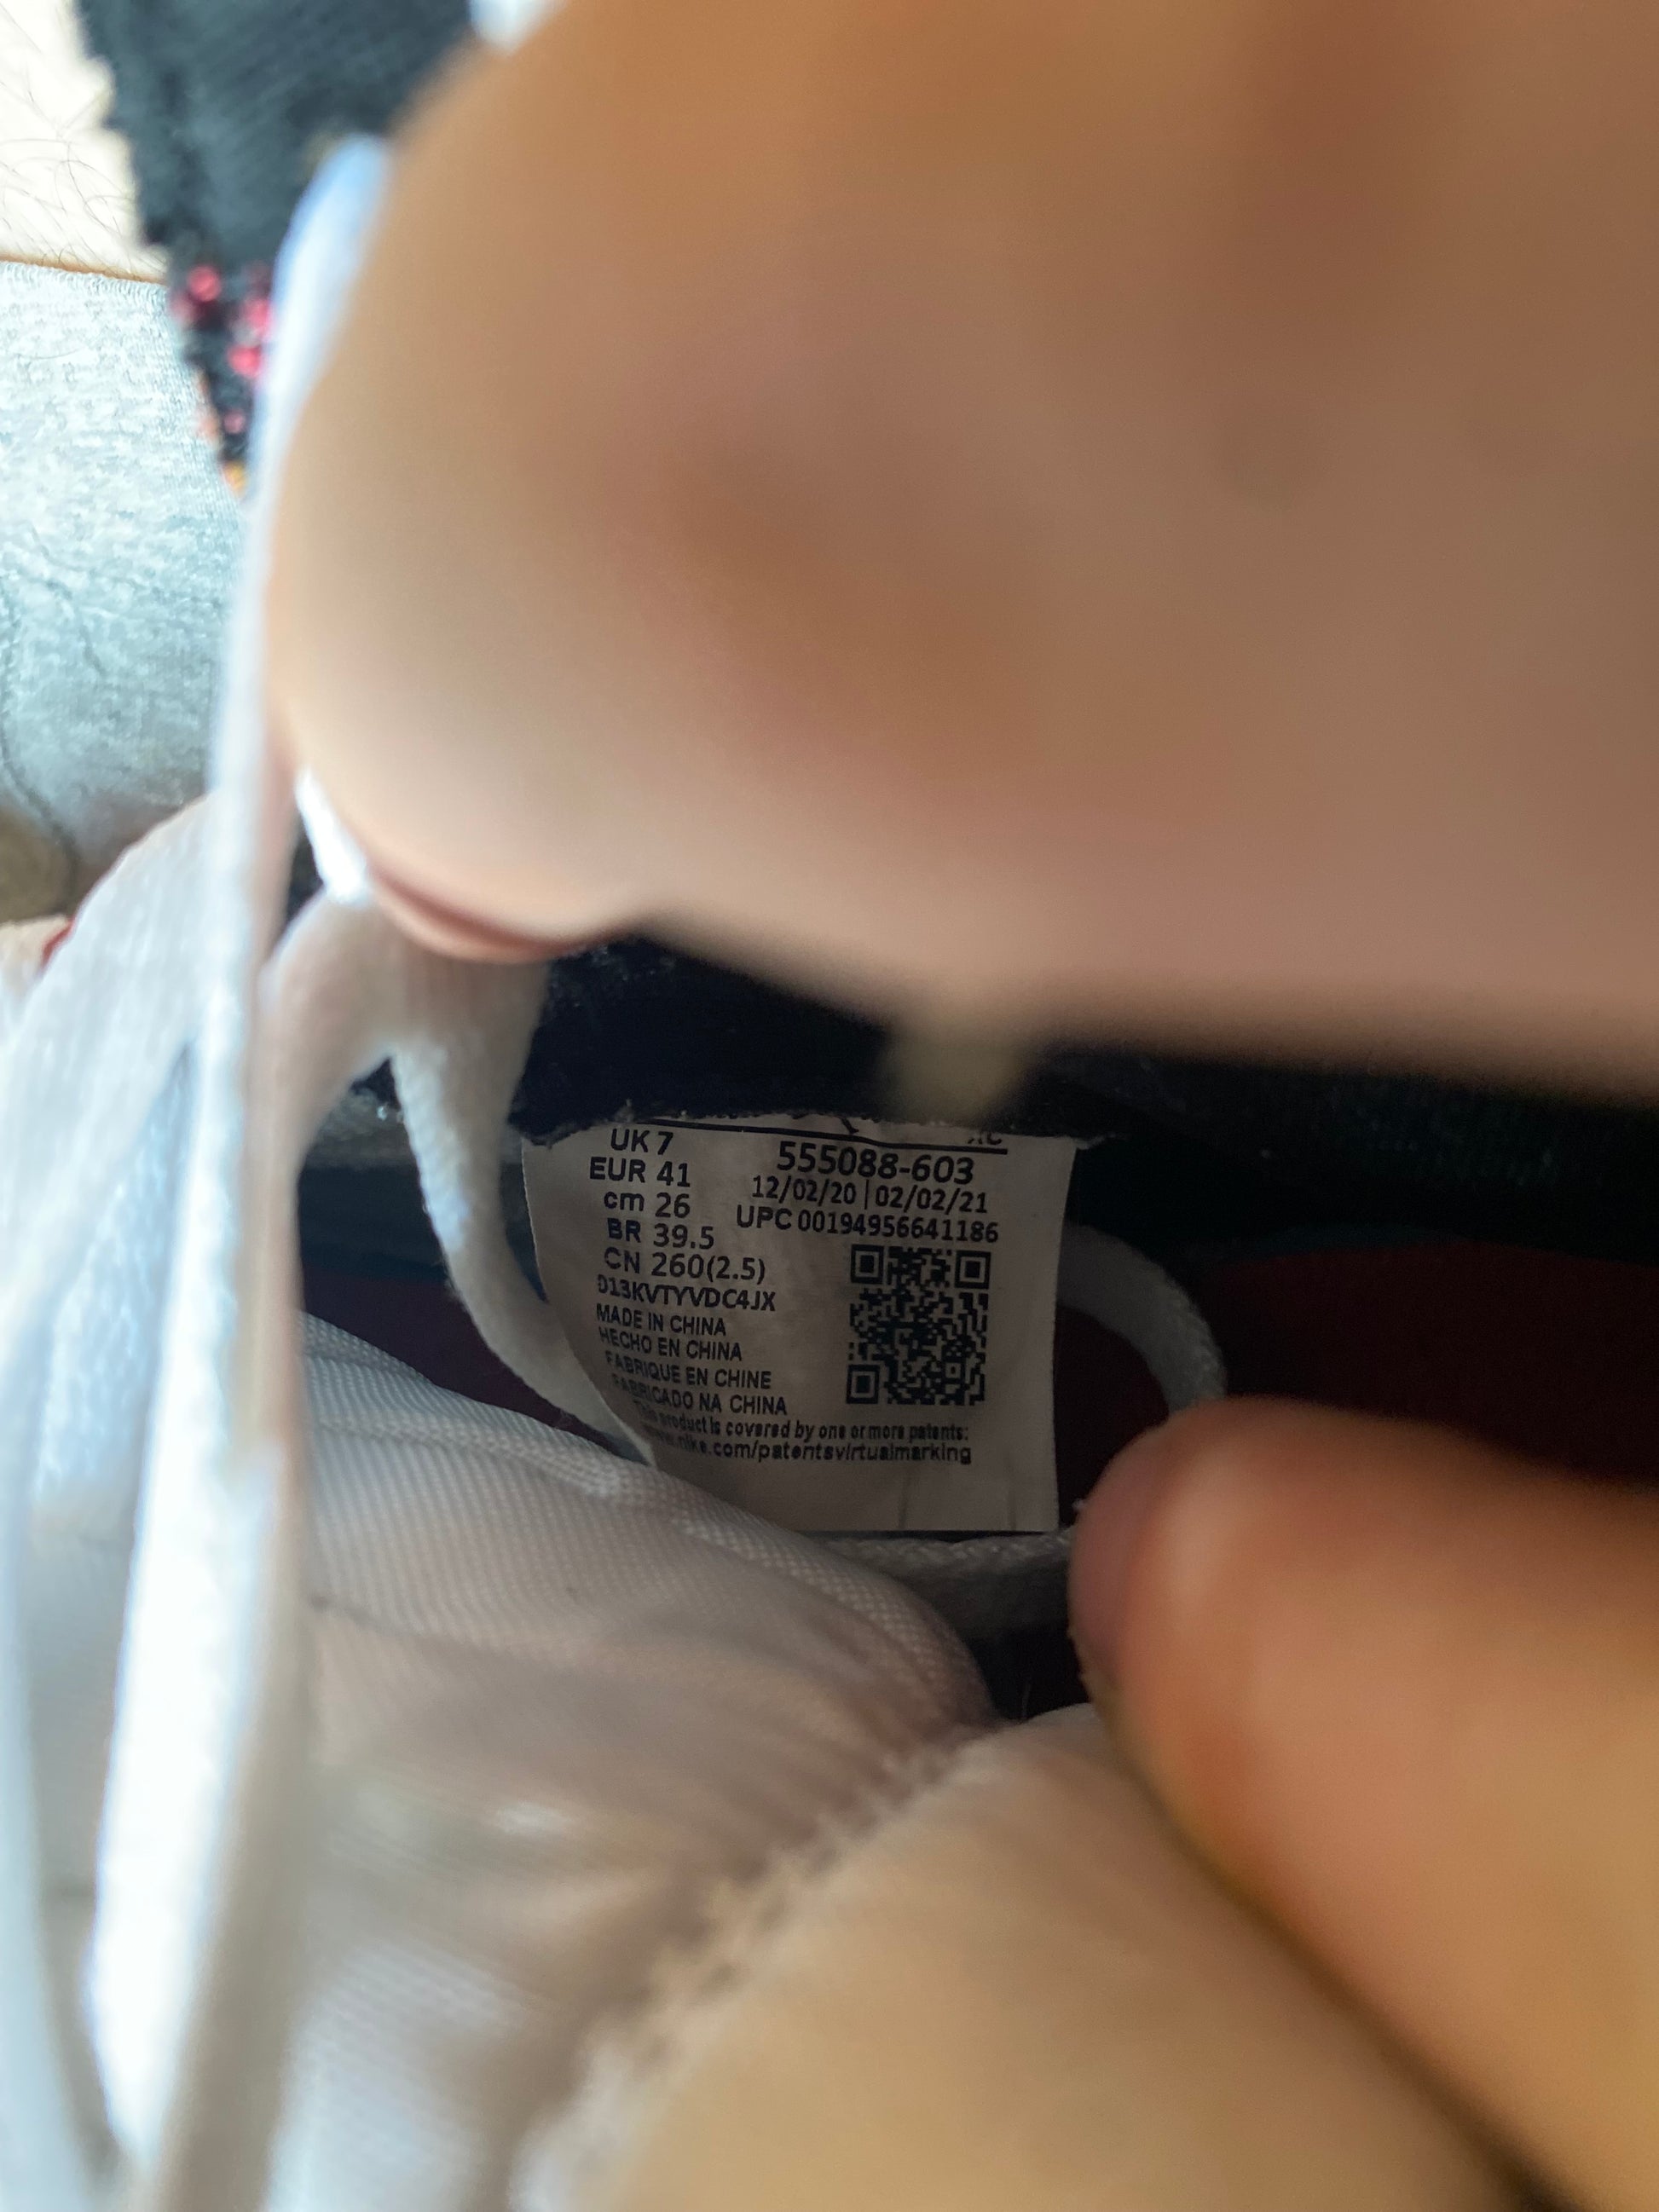 UK 7
EUR 41
cm 26
BR 39.5
CN 260(2.5)
D13KVTYVDC4JX
MADE IN CHINA
HECHO EN CHINA
FABRIQUE EN CHINE
FABRICADO NA CHINA
555088-603
12/02/20 | 02/02/21
UPC 00194956641186
This product is covered by one or more patents:
www.nike.com/patentsvirtualmarking